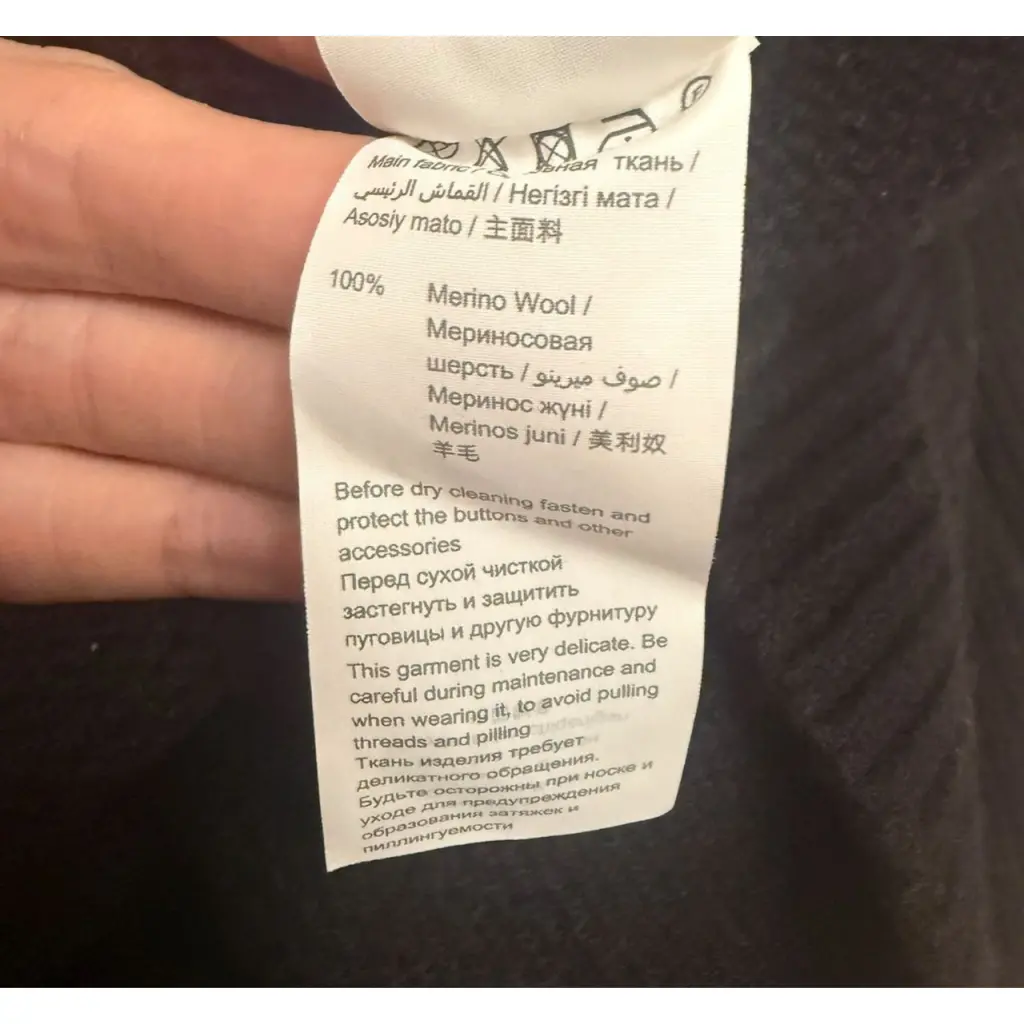 Main fabric ткань /
القماش الرئيسي / Негізгі мата /
Asosiy mato / 主面料
100% Merino Wool /
Мериносовая
шерсть / صوف ميرينو /
Меринос жүні /
Merinos juni / 美利奴
羊毛
Before dry cleaning fasten and
protect the buttons and other
accessories
Перед сухой чисткой
застегнуть и защитить
пуговицы и другую фурнитуру
This garment is very delicate. Be
careful during maintenance and
when wearing it, to avoid pulling
threads and pilling
Ткань изделия требует
деликатного обращения.
Будьте осторожны при носке и
уходе для предупреждения
образования затяжек и
пиллингуемости